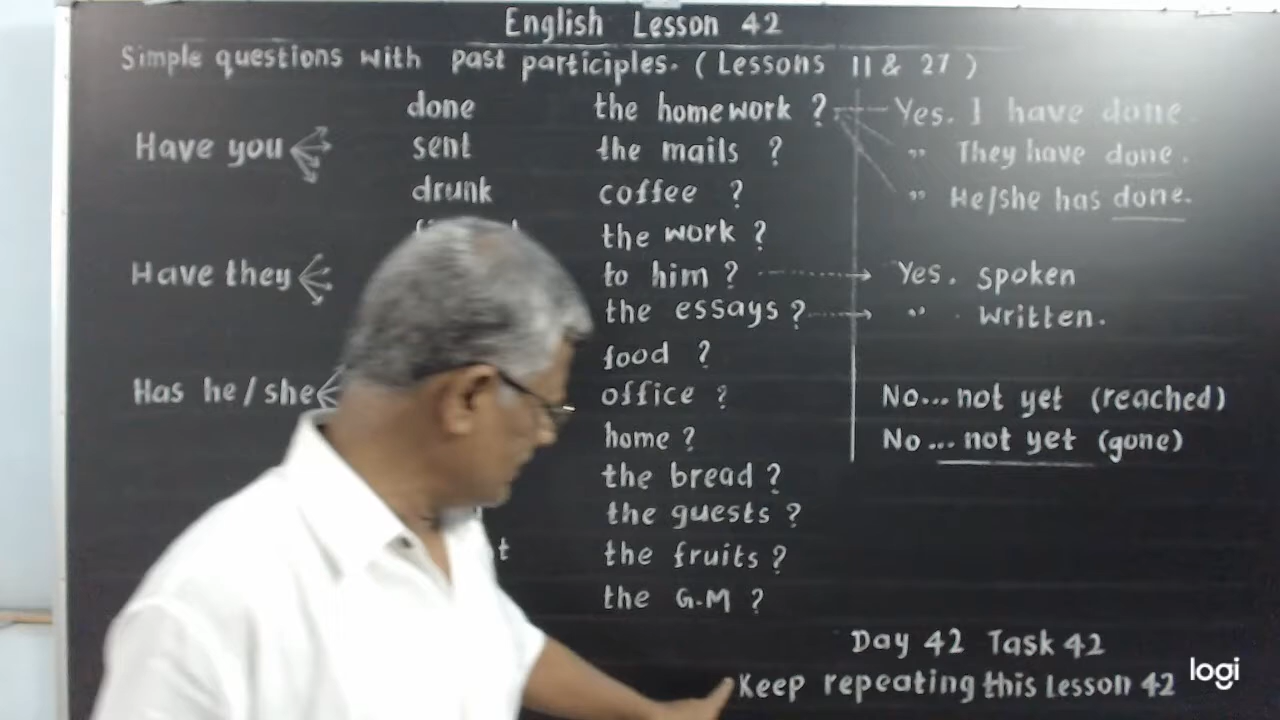 English Lesson 42
Simple questions with past participles. (Lessons 11 & 27)
done the homework ? Yes. I have done.
Have you sent the mails ? " They have done.
drunk coffee ? " He/she has done.
the work ?
Have they to him ? Yes. spoken
the essays ? " . written.
food ?
Has he/she office ? No... not yet (reached)
home ? No... not yet (gone)
the bread ?
the guests ?
the fruits ?
the G.M ?
Day 42 Task 42
Keep repeating this Lesson 42
logi